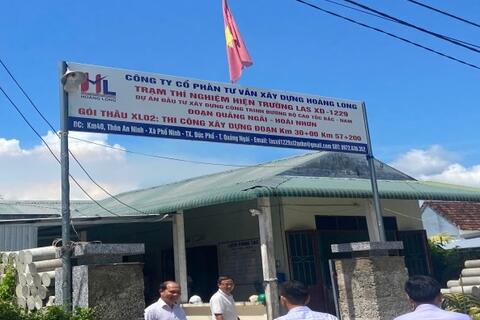 HL
HOÀNG LONG
CÔNG TY CỔ PHẦN TƯ VẤN XÂY DỰNG HOÀNG LONG
TRẠM THÍ NGHIỆM HIỆN TRƯỜNG LAS XD -1229
DỰ ÁN ĐẦU TƯ XÂY DỰNG CÔNG TRÌNH ĐƯỜNG BỘ CAO TỐC BẮC - NAM
ĐOẠN QUẢNG NGÃI - HOÀI NHƠN
GÓI THẦU XL02: THI CÔNG XÂY DỰNG ĐOẠN Km 30+00 Km 57+200
ĐC: Km40, Thôn An Ninh - Xã Phổ Ninh - TX. Đức Phổ - T. Quảng Ngãi - Email: